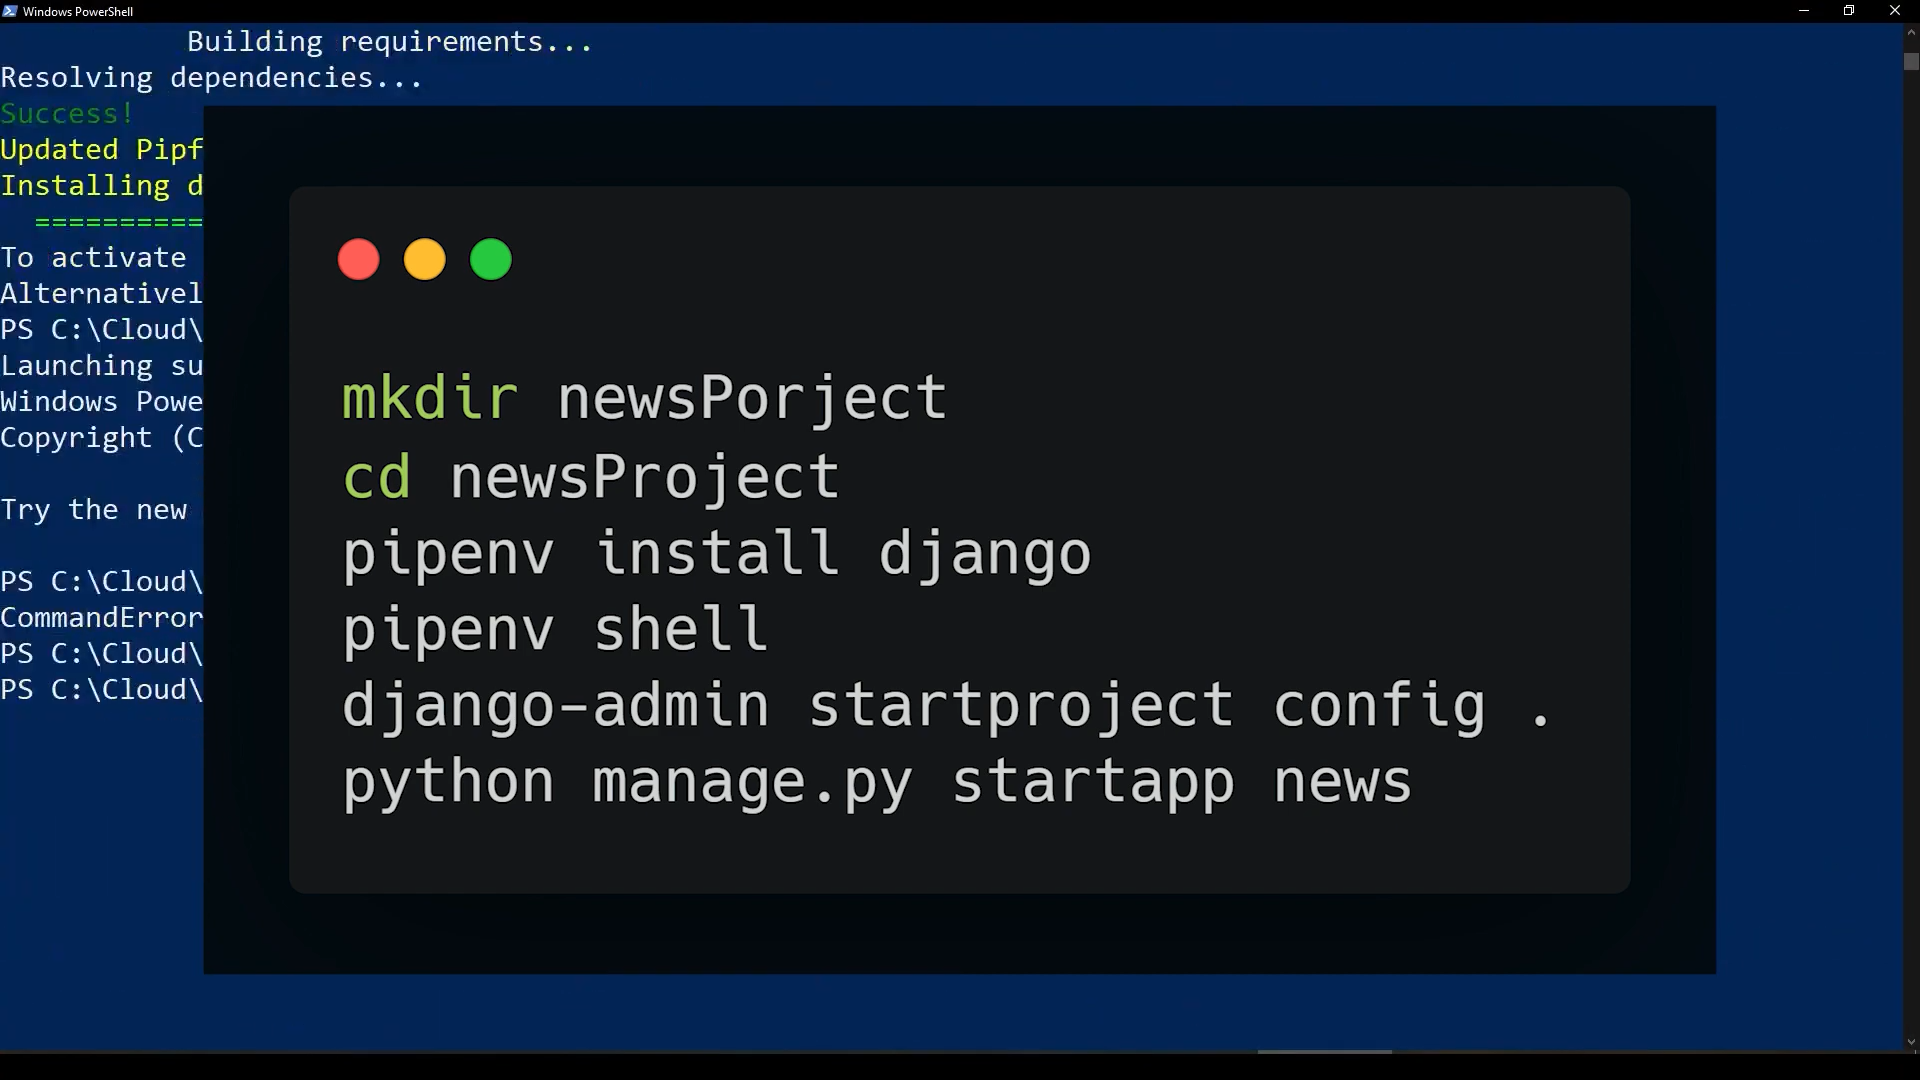 Windows PowerShell
Building requirements...
Resolving dependencies...
Success!
Updated Pipf
Installing d
==========
To activate
Alternativel
PS C:\Cloud\
Launching su
Windows Powe
Copyright (C
Try the new
PS C:\Cloud\
CommandError
PS C:\Cloud\
PS C:\Cloud\
mkdir newsPorject
cd newsProject
pipenv install django
pipenv shell
django-admin startproject config .
python manage.py startapp news